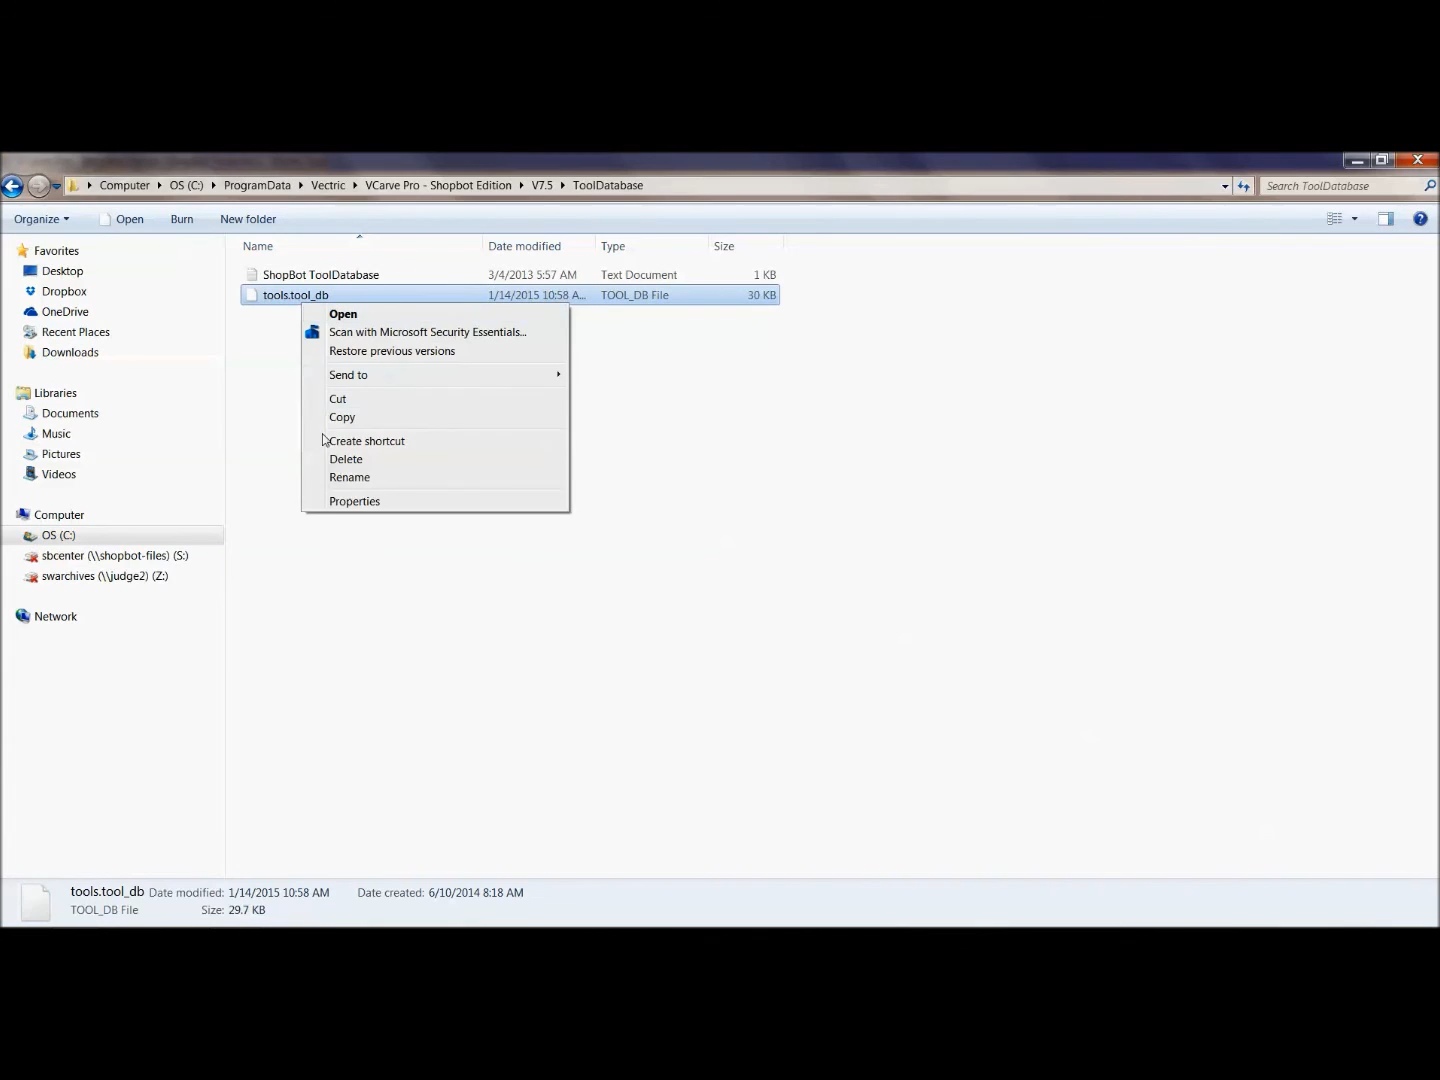 Computer OS (C:) ProgramData Vectric VCarve Pro - Shopbot Edition V7.5 ToolDatabase Search ToolDatabase
Organize Open Burn New folder
Favorites
Desktop
Dropbox
OneDrive
Recent Places
Downloads
Libraries
Documents
Music
Pictures
Videos
Computer
OS (C:)
sbcenter (\\shopbot-files) (S:)
swarchives (\\judge2) (Z:)
Network
Name Date modified Type Size
ShopBot ToolDatabase 3/4/2013 5:57 AM Text Document 1 KB
tools.tool_db 1/14/2015 10:58 A... TOOL_DB File 30 KB
Open
Scan with Microsoft Security Essentials...
Restore previous versions
Send to
Cut
Copy
Create shortcut
Delete
Rename
Properties
tools.tool_db Date modified: 1/14/2015 10:58 AM Date created: 6/10/2014 8:18 AM
TOOL_DB File Size: 29.7 KB